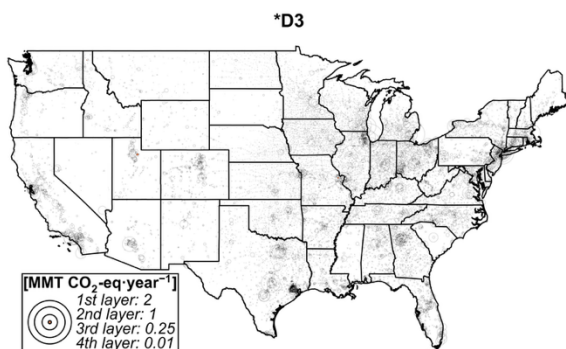 *D3
[MMT CO₂-eq·year⁻¹]
1st layer: 2
2nd layer: 1
3rd layer: 0.25
4th layer: 0.01